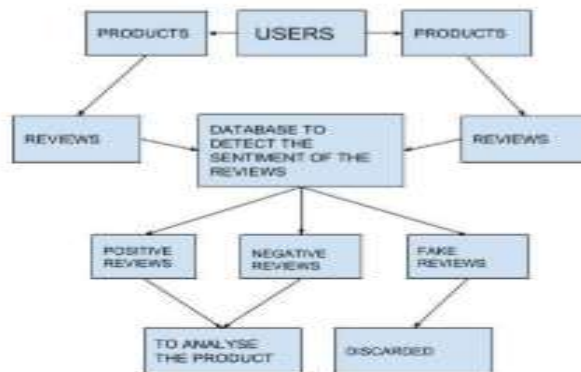 PRODUCTS
USERS
PRODUCTS
REVIEWS
DATABASE TO
DETECT THE
SENTIMENT OF THE
REVIEWS
REVIEWS
POSITIVE
REVIEWS
NEGATIVE
REVIEWS
FAKE
REVIEWS
TO ANALYSE
THE PRODUCT
DISCARDED